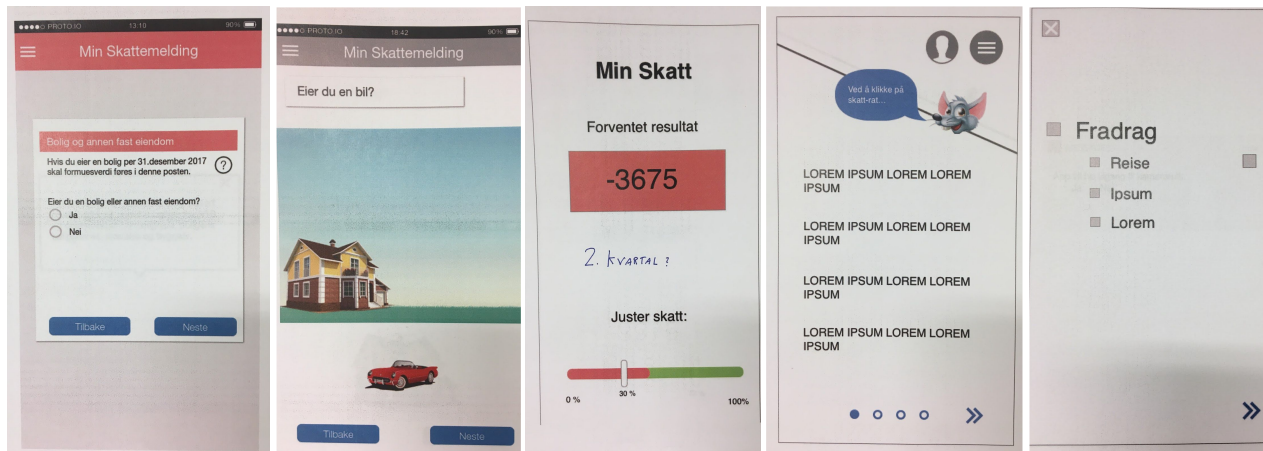 ●●●●○ PROTO.IO 13:10 90%
Min Skattemelding
Bolig og annen fast eiendom
Hvis du eier en bolig per 31.desember 2017
skal formuesverdi føres i denne posten.
?
Eier du en bolig eller annen fast eiendom?
Ja
Nei
Tilbake Neste
●●●●○ PROTO.IO 18:42 90%
Min Skattemelding
Eier du en bil?
Tilbake Neste
Min Skatt
Forventet resultat
-3675
2. KVARTAL?
Juster skatt:
0 % 30 % 100%
Ved å klikke på
skatt-rat...
LOREM IPSUM LOREM LOREM
IPSUM
LOREM IPSUM LOREM LOREM
IPSUM
LOREM IPSUM LOREM LOREM
IPSUM
LOREM IPSUM LOREM LOREM
IPSUM
Fradrag
Reise
Ipsum
Lorem